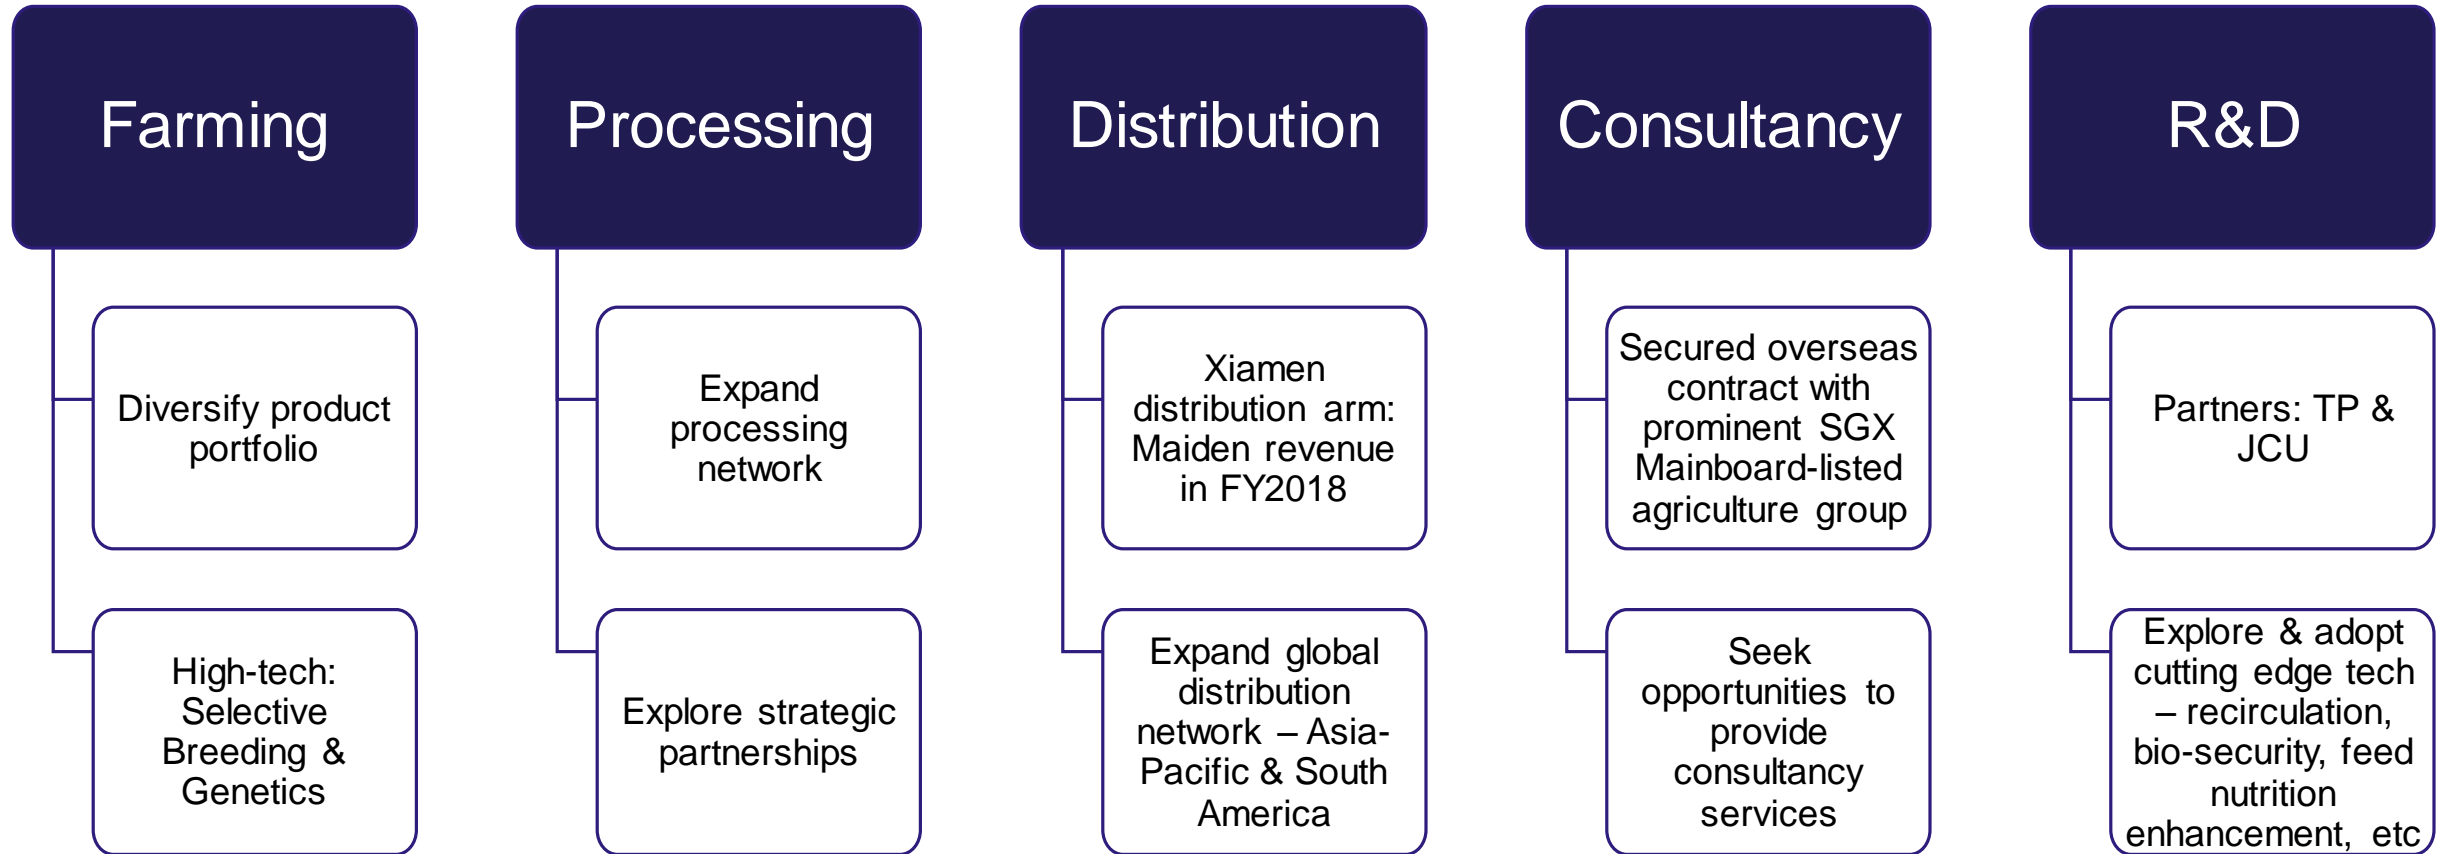 Farming
Diversify product
portfolio
High-tech:
Selective
Breeding &
Genetics
Processing
Expand
processing
network
Explore strategic
partnerships
Distribution
Xiamen
distribution arm:
Maiden revenue
in FY2018
Expand global
distribution
network – Asia-
Pacific & South
America
Consultancy
Secured overseas
contract with
prominent SGX
Mainboard-listed
agriculture group
Seek
opportunities to
provide
consultancy
services
R&D
Partners: TP &
JCU
Explore & adopt
cutting edge tech
– recirculation,
bio-security, feed
nutrition
enhancement, etc